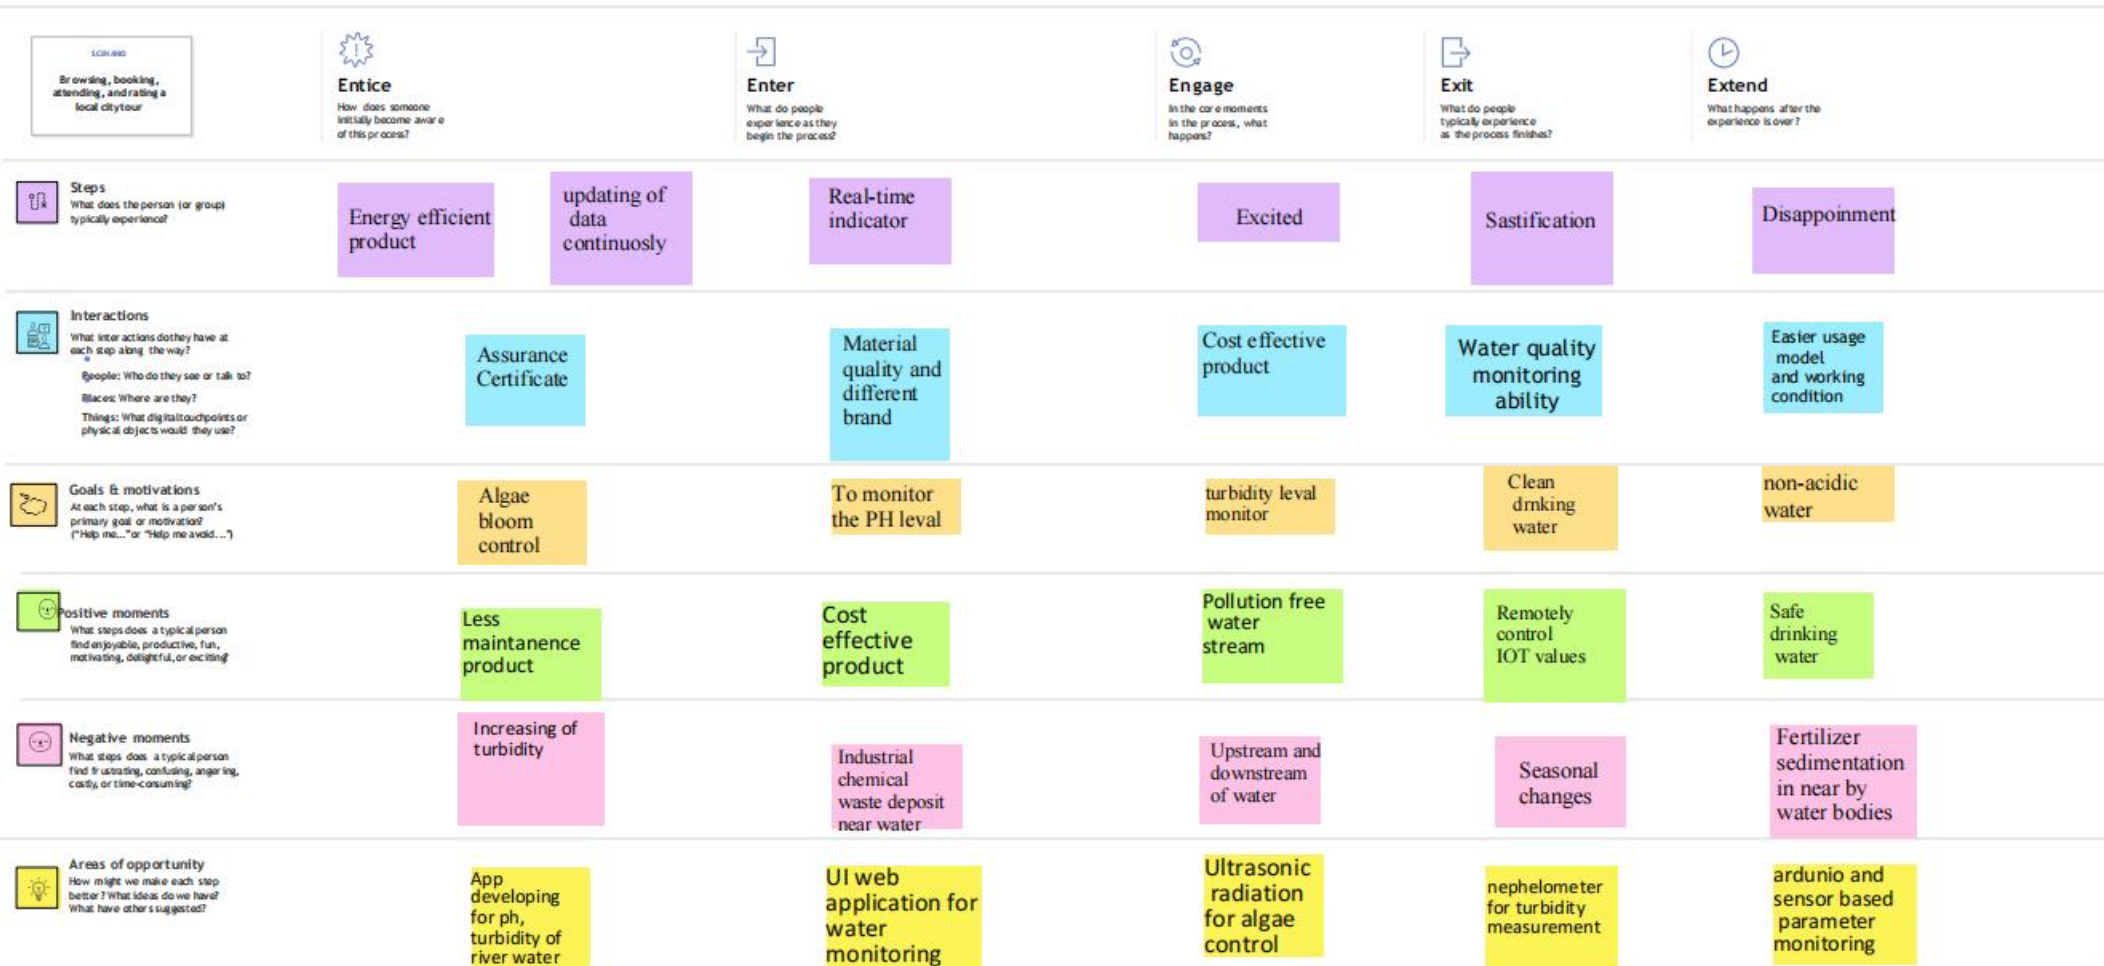 SCENARIO
Browsing, booking,
attending, and rating a
local city tour
Entice
How does someone
initially become aware
of this process?
Enter
What do people
experience as they
begin the process?
Engage
In the core moments
in the process, what
happens?
Exit
What do people
typically experience
as the process finishes?
Extend
What happens after the
experience is over?
Steps
What does the person (or group)
typically experience?
Energy efficient
product
updating of
data
continuosly
Real-time
indicator
Excited
Sastification
Disappoinment
Interactions
What interactions do they have at
each step along the way?
People: Who do they see or talk to?
Places: Where are they?
Things: What digital touchpoints or
physical objects would they use?
Assurance
Certificate
Material
quality and
different
brand
Cost effective
product
Water quality
monitoring
ability
Easier usage
model
and working
condition
Goals & motivations
At each step, what is a person's
primary goal or motivation?
("Help me..." or "Help me avoid...")
Algae
bloom
control
To monitor
the PH leval
turbidity leval
monitor
Clean
drnking
water
non-acidic
water
Positive moments
What steps does a typical person
find enjoyable, productive, fun,
motivating, delightful, or exciting?
Less
maintanence
product
Cost
effective
product
Pollution free
water
stream
Remotely
control
IOT values
Safe
drinking
water
Negative moments
What steps does a typical person
find frustrating, confusing, angering,
costly, or time-consuming?
Increasing of
turbidity
Industrial
chemical
waste deposit
near water
Upstream and
downstream
of water
Seasonal
changes
Fertilizer
sedimentation
in near by
water bodies
Areas of opportunity
How might we make each step
better? What ideas do we have?
What have others suggested?
App
developing
for ph,
turbidity of
river water
UI web
application for
water
monitoring
Ultrasonic
radiation
for algae
control
nephelometer
for turbidity
measurement
ardunio and
sensor based
parameter
monitoring